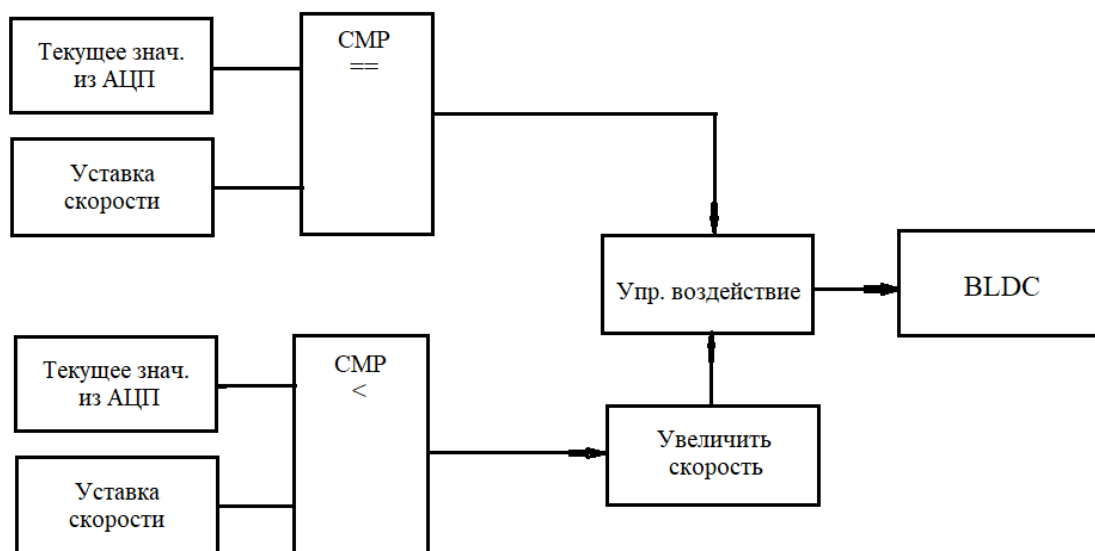 Текущее знач.
из АЦП
CMP
==
Уставка
скорости
Упр. воздействие
BLDC
Текущее знач.
из АЦП
CMP
<
Увеличить
скорость
Уставка
скорости